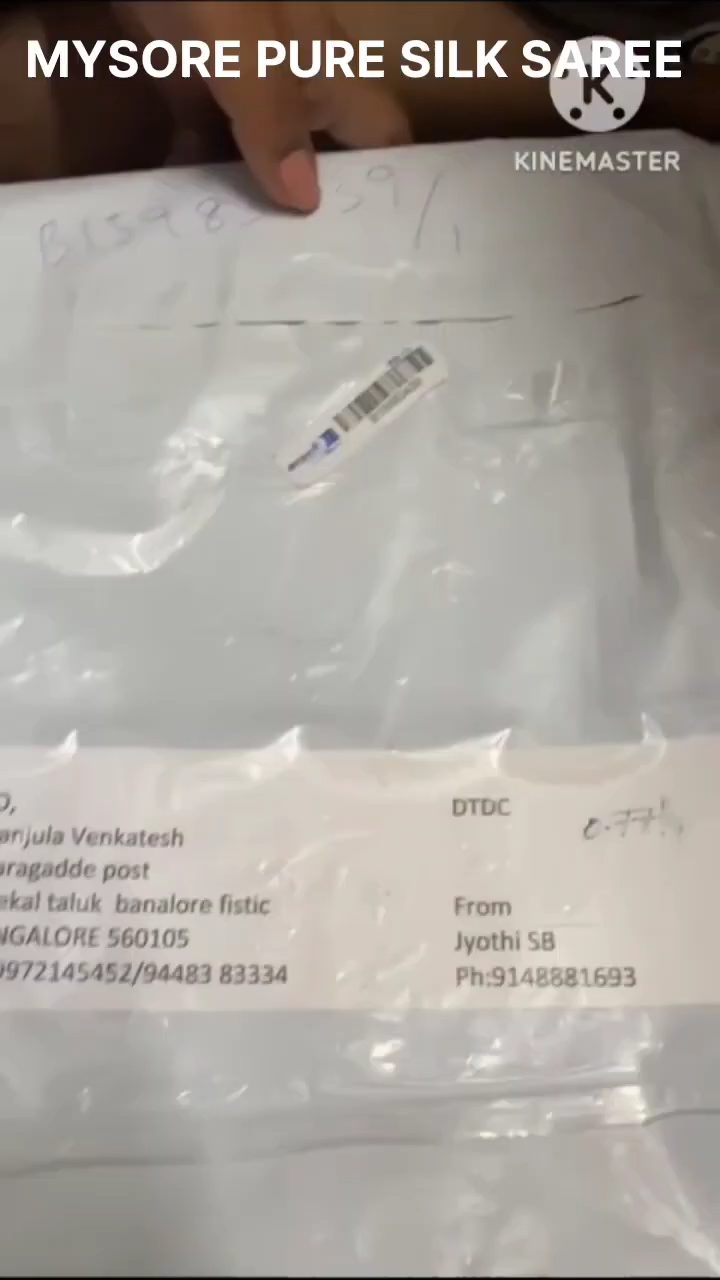 MYSORE PURE SILK SAREE
KINEMASTER
anjula Venkatesh
aragadde post
ekal taluk banalore fistic
NGALORE 560105
9972145452/94483 83334
DTDC
From
Jyothi SB
Ph:9148881693